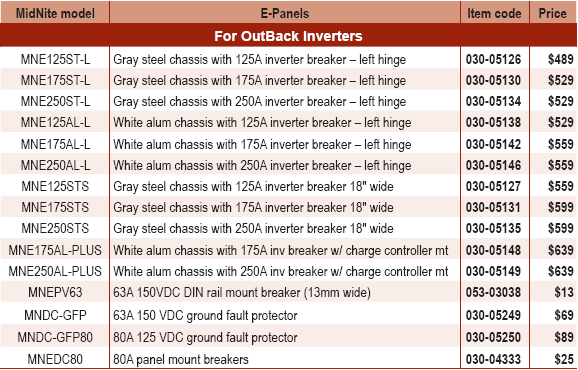 MidNite model E-Panels Item code Price
For OutBack Inverters
MNE125ST-L Gray steel chassis with 125A inverter breaker – left hinge 030-05126 $489
MNE175ST-L Gray steel chassis with 175A inverter breaker – left hinge 030-05130 $529
MNE250ST-L Gray steel chassis with 250A inverter breaker – left hinge 030-05134 $529
MNE125AL-L White alum chassis with 125A inverter breaker – left hinge 030-05138 $529
MNE175AL-L White alum chassis with 175A inverter breaker – left hinge 030-05142 $559
MNE250AL-L White alum chassis with 250A inverter breaker – left hinge 030-05146 $559
MNE125STS Gray steel chassis with 125A inverter breaker 18" wide 030-05127 $559
MNE175STS Gray steel chassis with 175A inverter breaker 18" wide 030-05131 $599
MNE250STS Gray steel chassis with 250A inverter breaker 18" wide 030-05135 $599
MNE175AL-PLUS White alum chassis with 175A inv breaker w/ charge controller mt 030-05148 $639
MNE250AL-PLUS White alum chassis with 250A inv breaker w/ charge controller mt 030-05149 $639
MNEPV63 63A 150VDC DIN rail mount breaker (13mm wide) 053-03038 $13
MNDC-GFP 63A 150 VDC ground fault protector 030-05249 $69
MNDC-GFP80 80A 125 VDC ground fault protector 030-05250 $89
MNEDC80 80A panel mount breakers 030-04333 $25